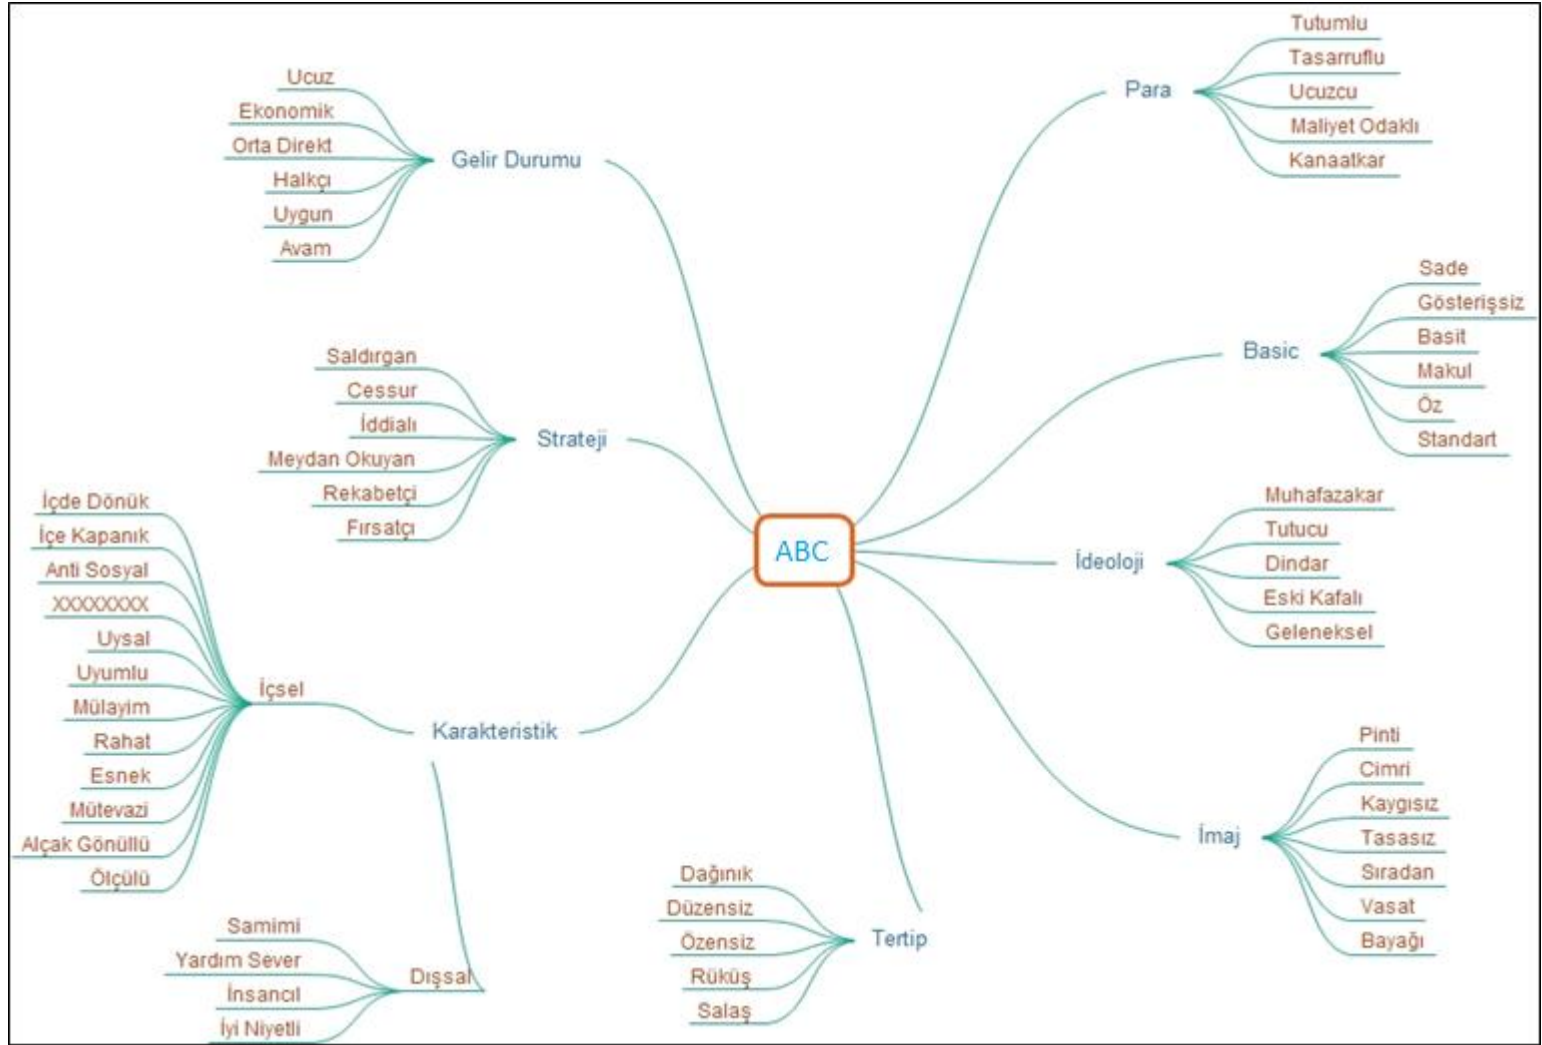 ABC
Gelir Durumu
Ucuz
Ekonomik
Orta Direkt
Halkçı
Uygun
Avam
Strateji
Saldırgan
Cessur
İddialı
Meydan Okuyan
Rekabetçi
Fırsatçı
Karakteristik
İçsel
İçde Dönük
İçe Kapanık
Anti Sosyal
XXXXXXXX
Uysal
Uyumlu
Mülayim
Rahat
Esnek
Mütevazi
Alçak Gönüllü
Ölçülü
Dışsal
Samimi
Yardım Sever
İnsancıl
İyi Niyetli
Para
Tutumlu
Tasarruflu
Ucuzcu
Maliyet Odaklı
Kanaatkar
Basic
Sade
Gösterişsiz
Basit
Makul
Öz
Standart
İdeoloji
Muhafazakar
Tutucu
Dindar
Eski Kafalı
Geleneksel
İmaj
Pinti
Cimri
Kaygısız
Tasasız
Sıradan
Vasat
Bayağı
Tertip
Dağınık
Düzensiz
Özensiz
Rüküş
Salaş